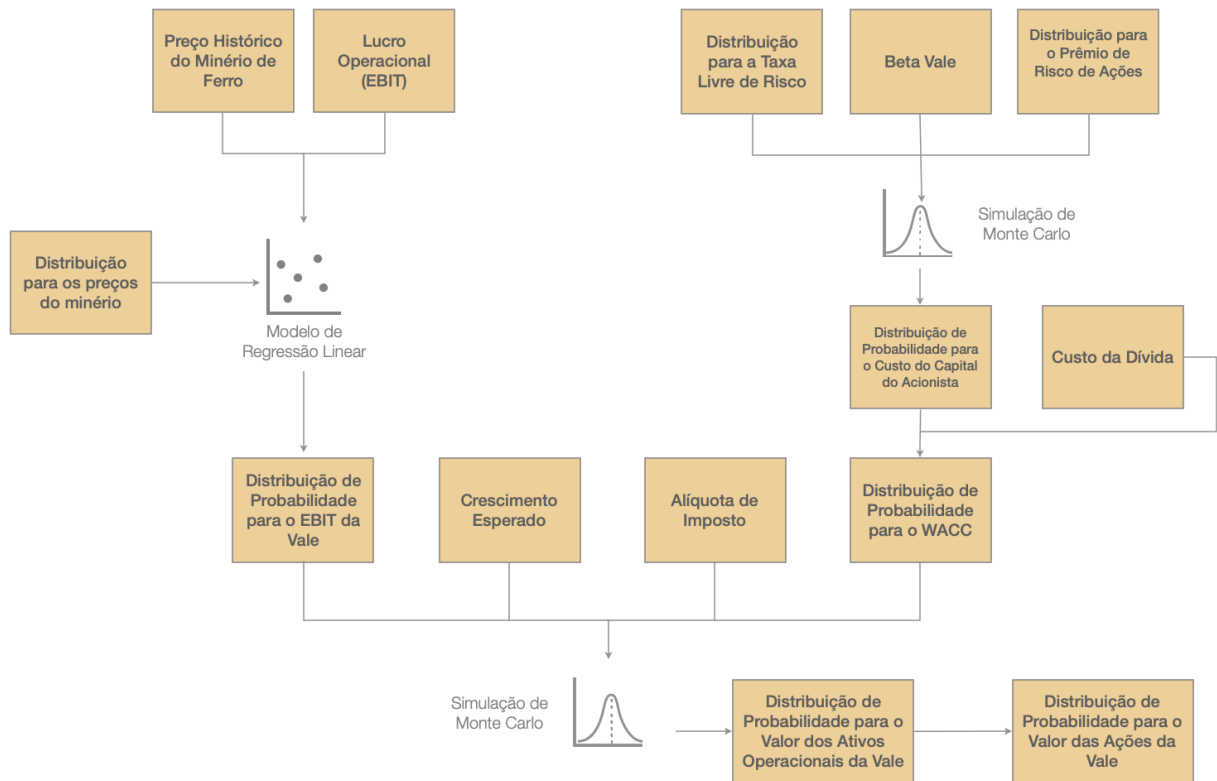 Preço Histórico
do Minério de
Ferro
Lucro
Operacional
(EBIT)
Distribuição
para a Taxa
Livre de Risco
Beta Vale
Distribuição para
o Prêmio de
Risco de Ações
Simulação de
Monte Carlo
Distribuição
para os preços
do minério
Modelo de
Regressão Linear
Distribuição de
Probabilidade para
o Custo do Capital
do Acionista
Custo da Dívida
Distribuição de
Probabilidade
para o EBIT da
Vale
Crescimento
Esperado
Alíquota de
Imposto
Distribuição de
Probabilidade
para o WACC
Simulação de
Monte Carlo
Distribuição de
Probabilidade para o
Valor dos Ativos
Operacionais da Vale
Distribuição de
Probabilidade para o
Valor das Ações da
Vale